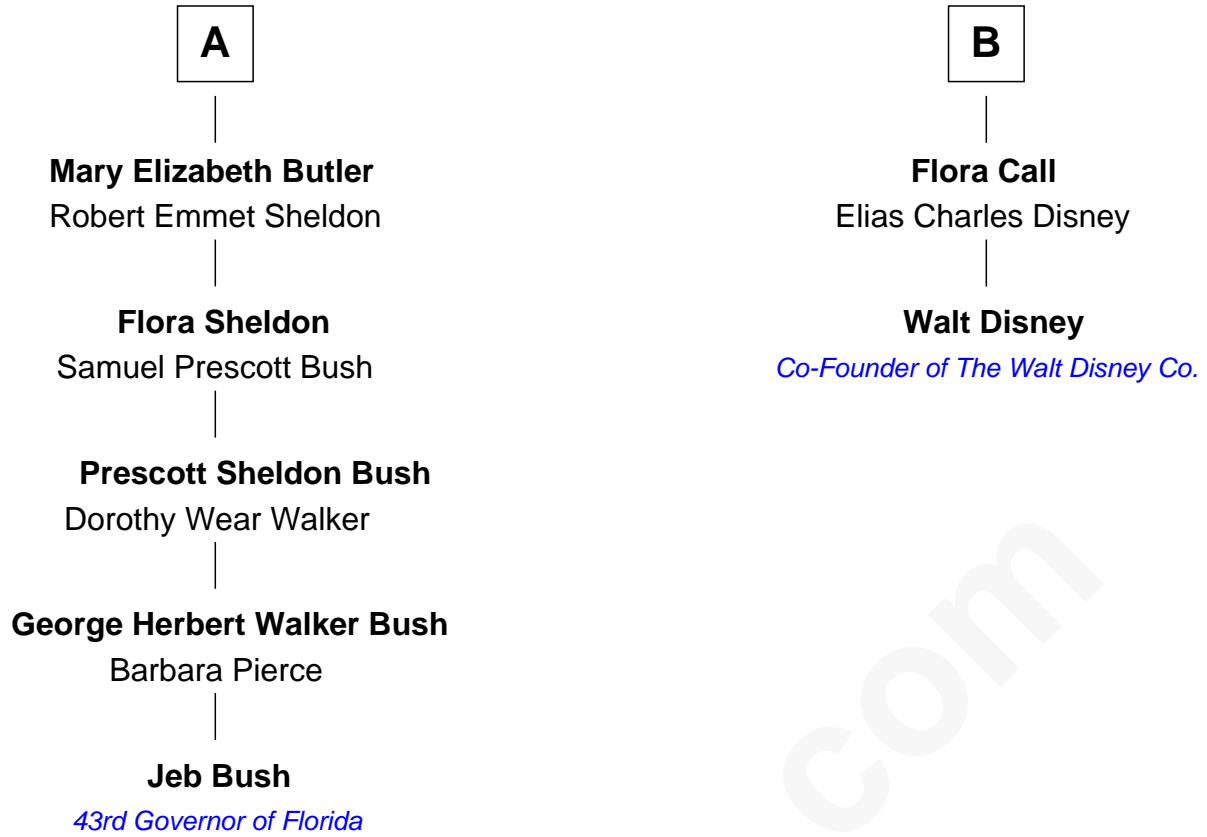 A
Mary Elizabeth Butler
Robert Emmet Sheldon
Flora Sheldon
Samuel Prescott Bush
Prescott Sheldon Bush
Dorothy Wear Walker
George Herbert Walker Bush
Barbara Pierce
Jeb Bush
43rd Governor of Florida
B
Flora Call
Elias Charles Disney
Walt Disney
Co-Founder of The Walt Disney Co.
com